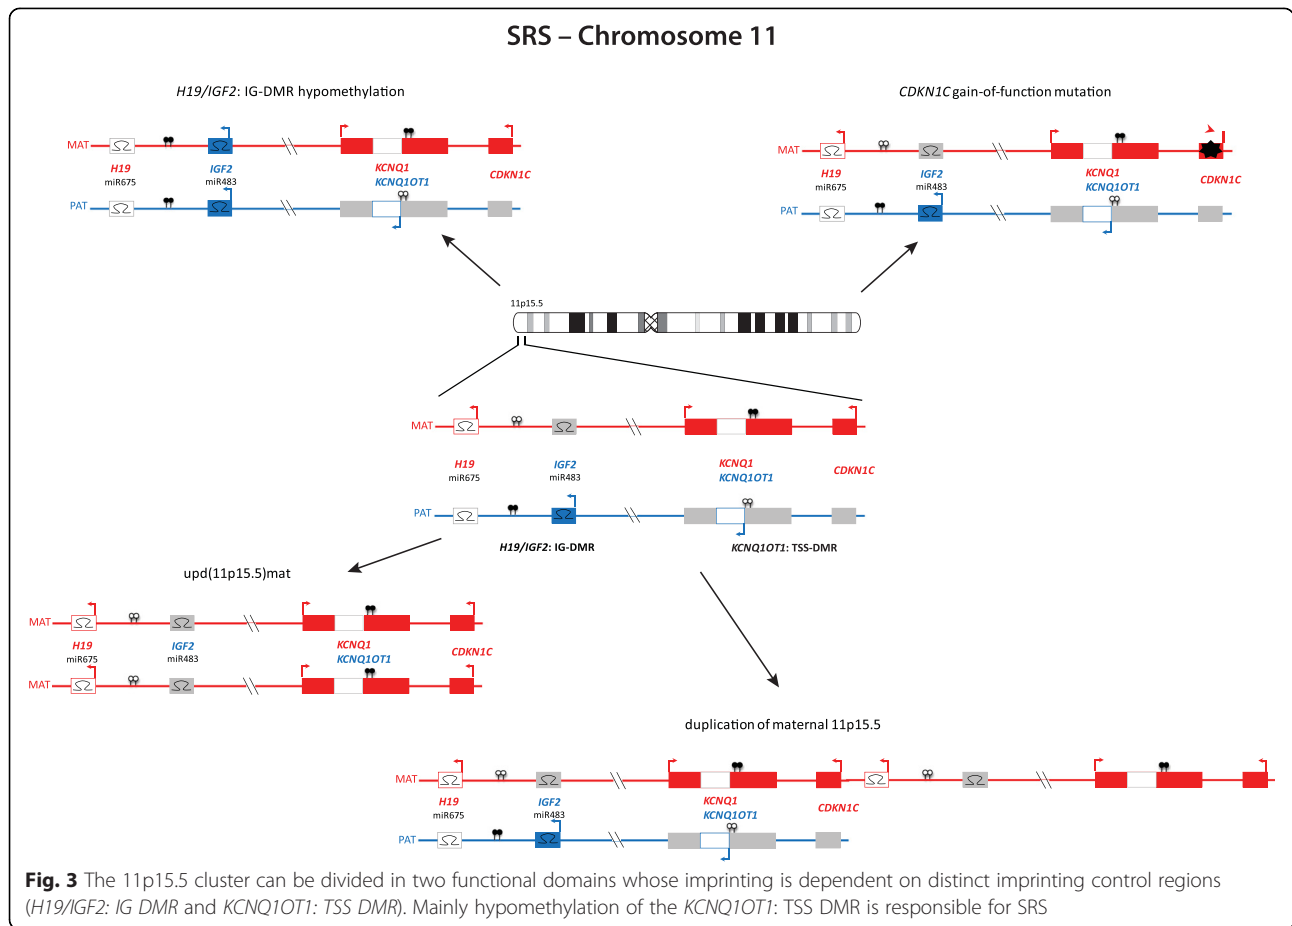 SRS – Chromosome 11
H19/IGF2: IG-DMR hypomethylation
CDKN1C gain-of-function mutation
MAT
H19
miR675
IGF2
miR483
KCNQ1
KCNQ1OT1
CDKN1C
PAT
MAT
H19
miR675
IGF2
miR483
KCNQ1
KCNQ1OT1
CDKN1C
PAT
11p15.5
MAT
H19
miR675
IGF2
miR483
KCNQ1
KCNQ1OT1
CDKN1C
PAT
H19/IGF2: IG-DMR
KCNQ1OT1: TSS-DMR
upd(11p15.5)mat
MAT
H19
miR675
IGF2
miR483
KCNQ1
KCNQ1OT1
CDKN1C
MAT
duplication of maternal 11p15.5
MAT
H19
miR675
IGF2
miR483
KCNQ1
KCNQ1OT1
CDKN1C
PAT
Fig. 3 The 11p15.5 cluster can be divided in two functional domains whose imprinting is dependent on distinct imprinting control regions
(H19/IGF2: IG DMR and KCNQ1OT1: TSS DMR). Mainly hypomethylation of the KCNQ1OT1: TSS DMR is responsible for SRS